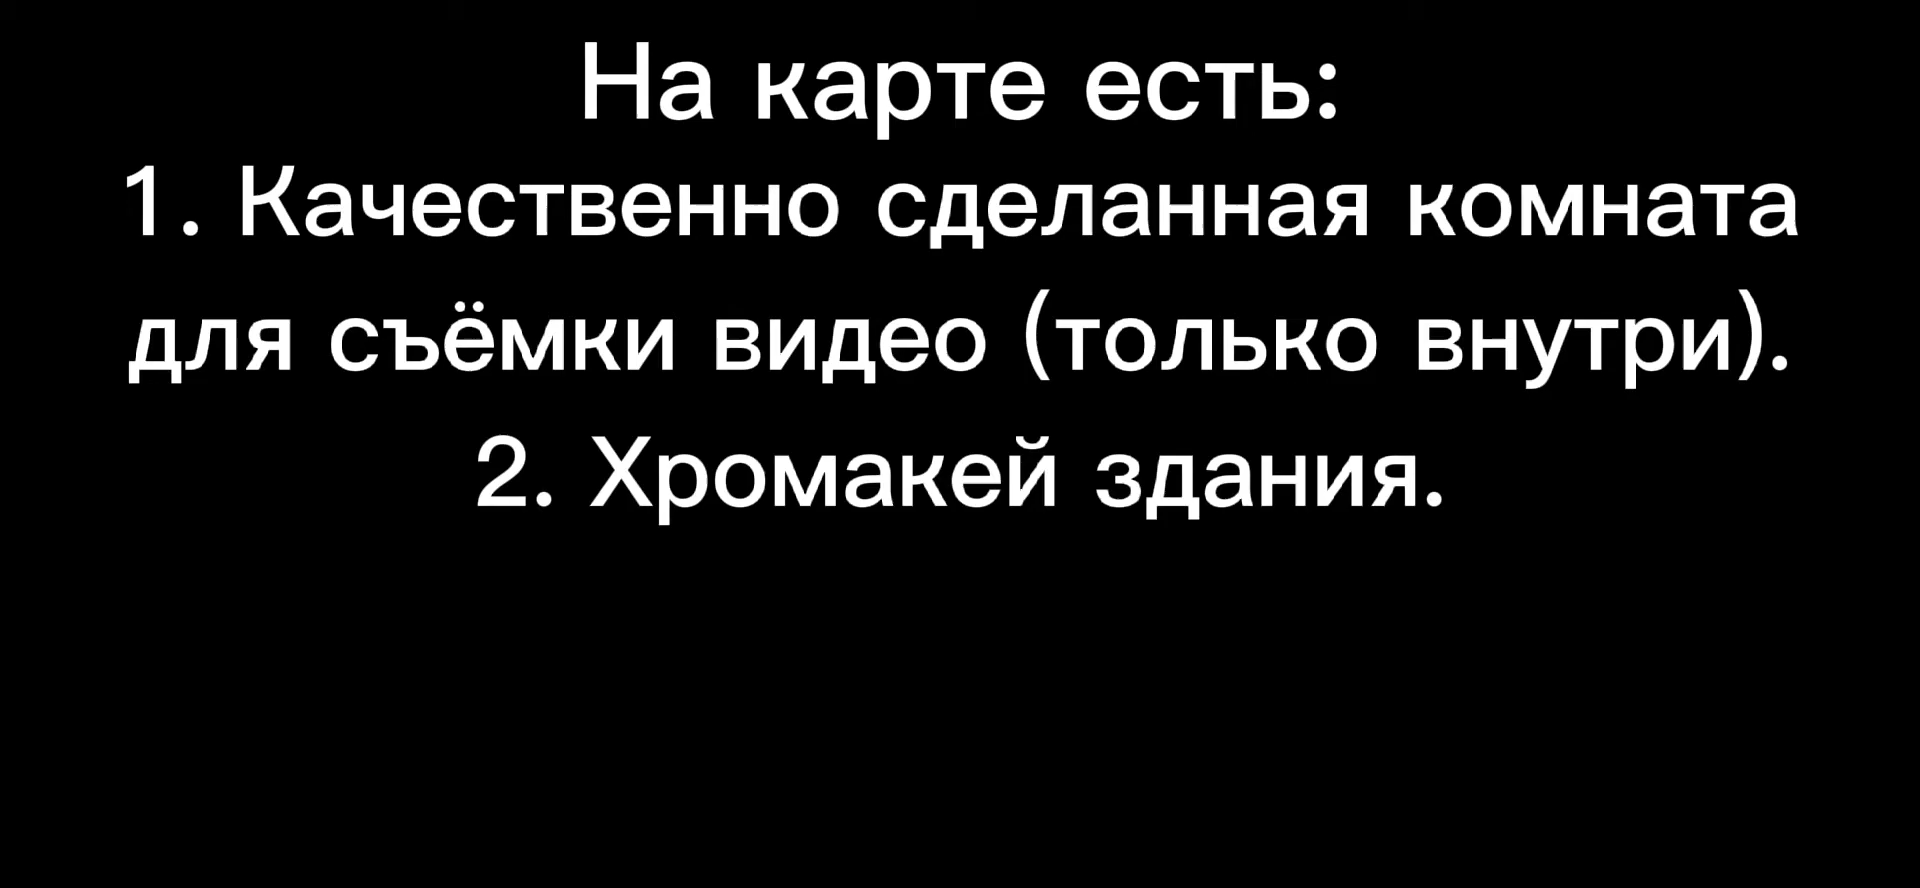 На карте есть:
1. Качественно сделанная комната
для съёмки видео (только внутри).
2. Хромакей здания.